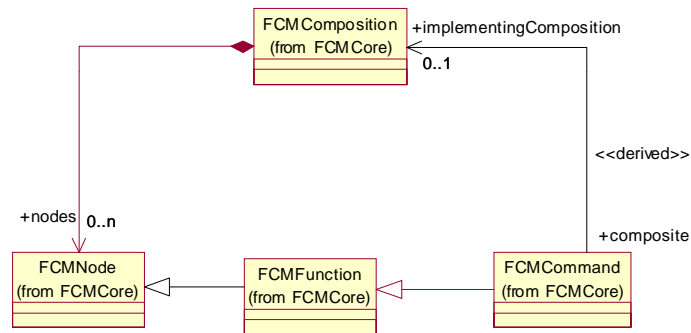 FCMComposition
(from FCMCore)
+implementingComposition
0..1
<<derived>>
+nodes
0..n
+composite
FCMNode
(from FCMCore)
FCMFunction
(from FCMCore)
FCMCommand
(from FCMCore)